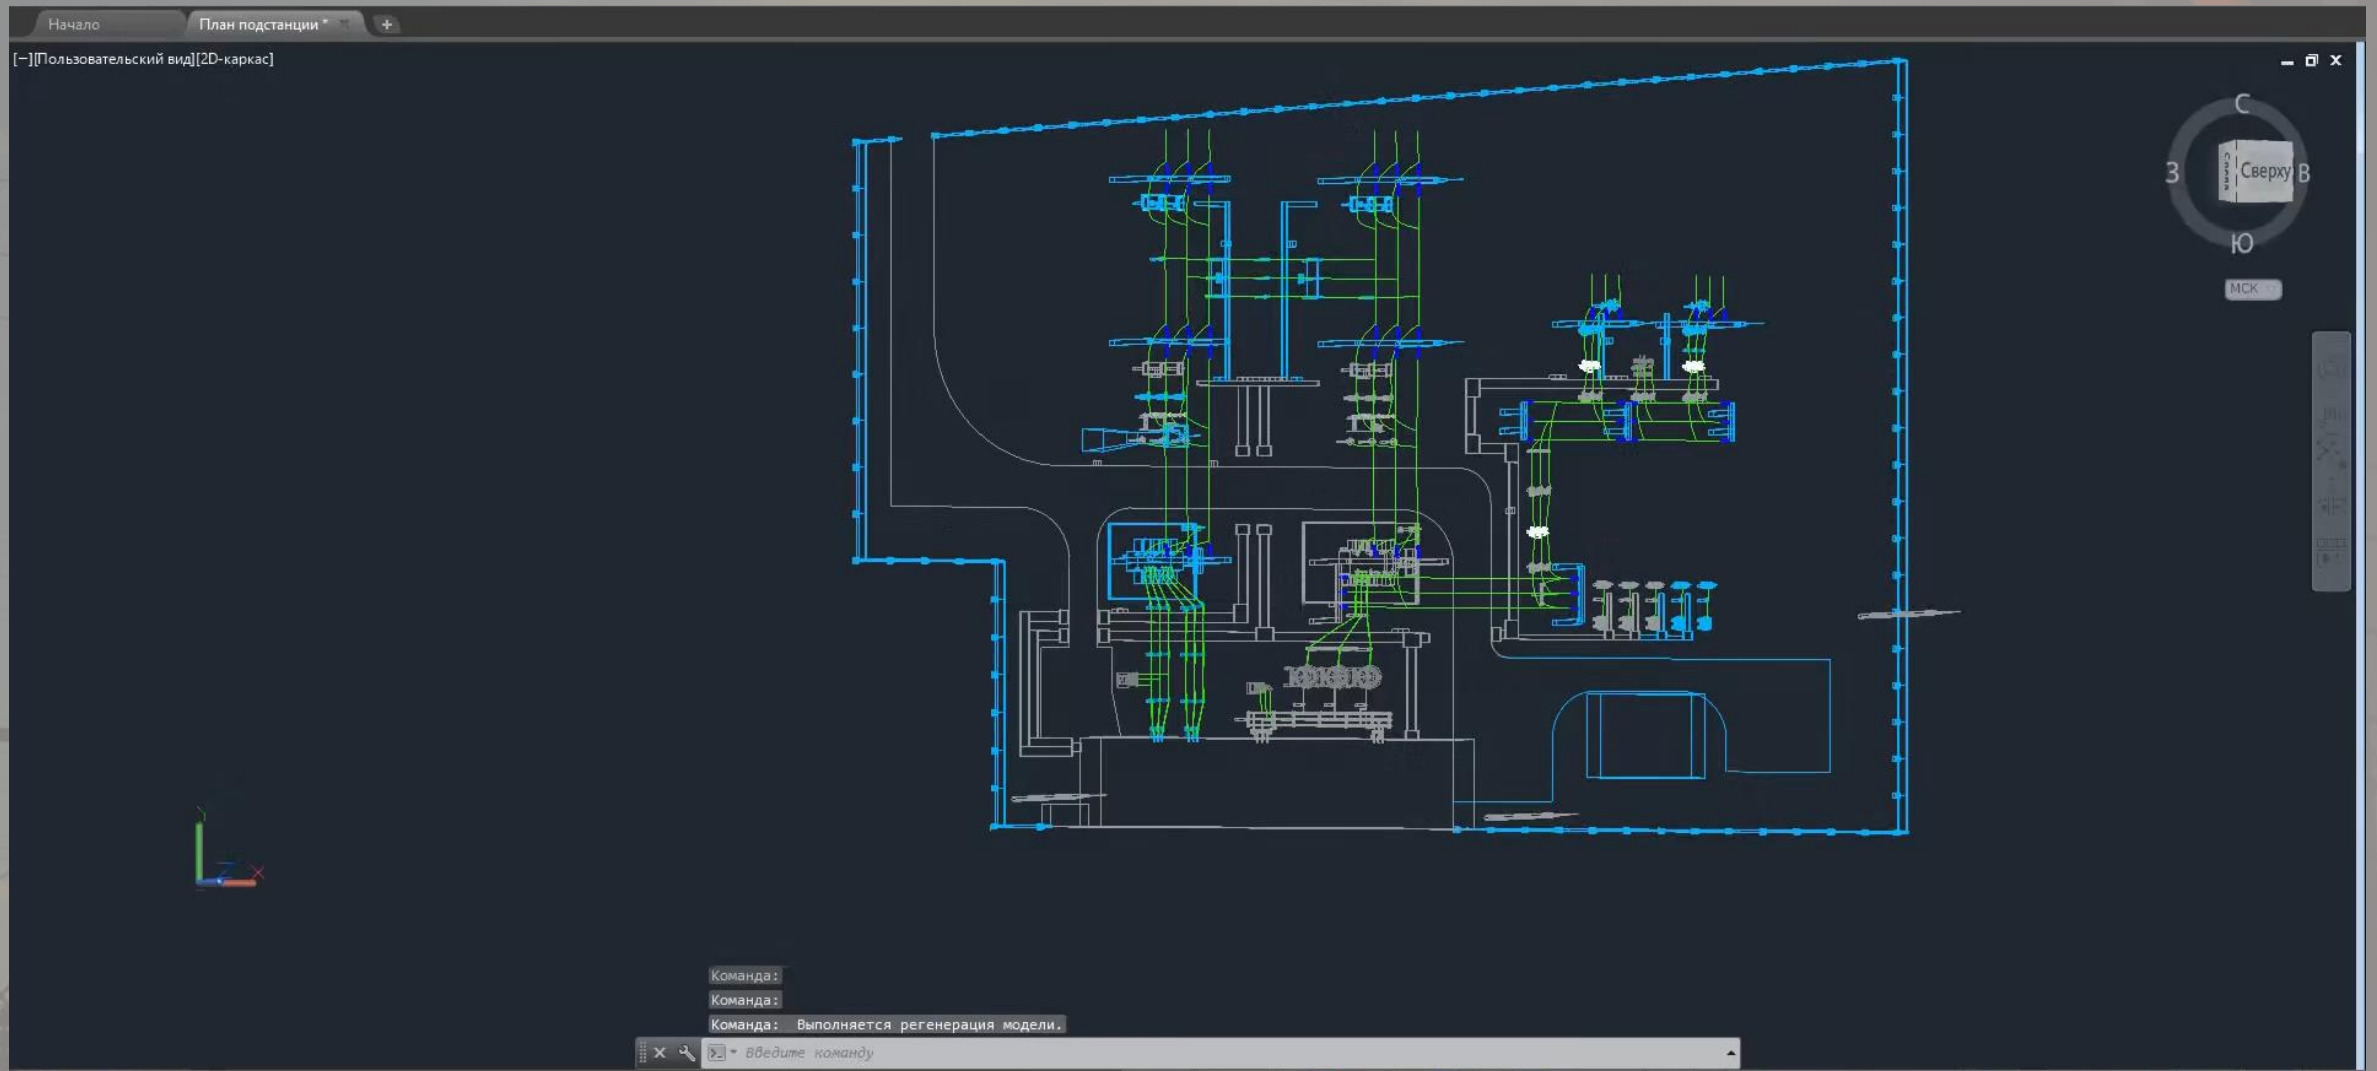 Начало
План подстанции*
[−][Пользовательский вид][2D-каркас]
С
З
Сверху
В
Ю
МСК
Команда:
Команда:
Команда: Выполняется регенерация модели.
Введите команду